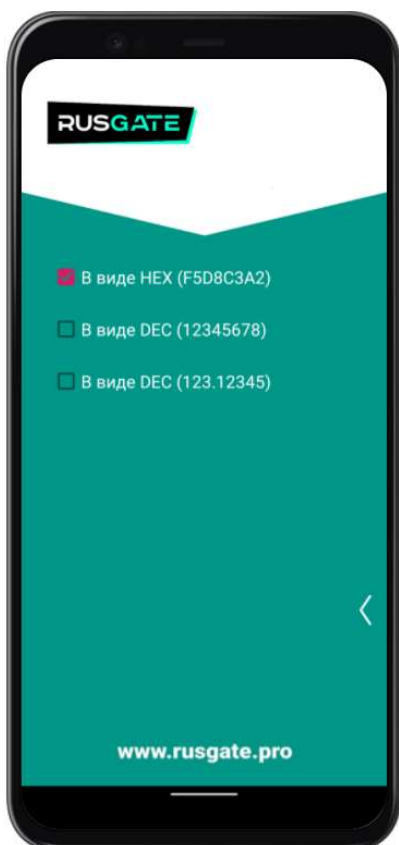 RUSGATE
В виде HEX (F5D8C3A2)
В виде DEC (12345678)
В виде DEC (123.12345)
www.rusgate.pro